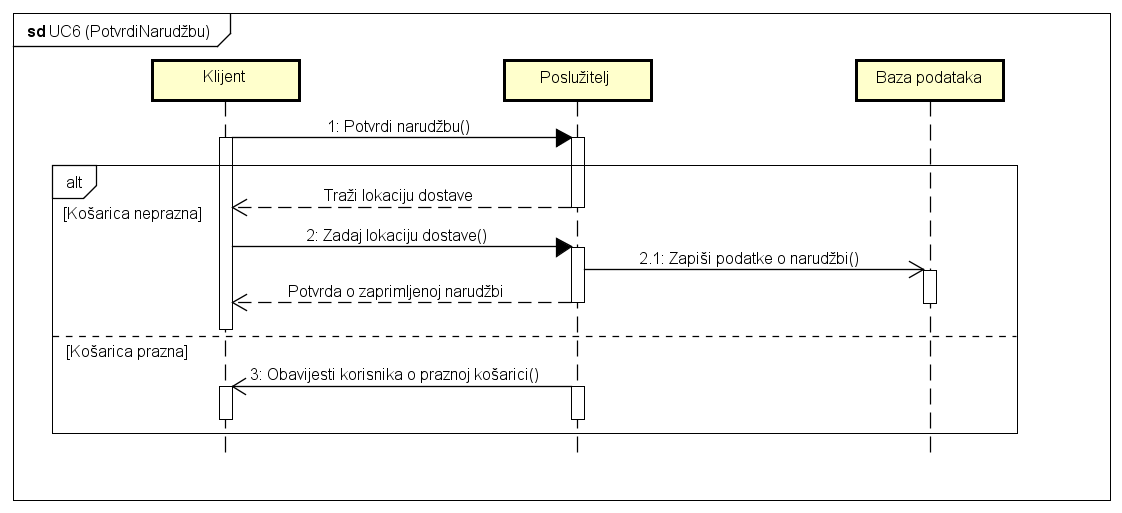 sd UC6 (PotvrdiNarudžbu)
Klijent
Poslužitelj
Baza podataka
1: Potvrdi narudžbu()
alt
Traži lokaciju dostave
[Košarica neprazna]
2: Zadaj lokaciju dostave()
2.1: Zapiši podatke o narudžbi()
Potvrda o zaprimljenoj narudžbi
[Košarica prazna]
3: Obavijesti korisnika o praznoj košarici()